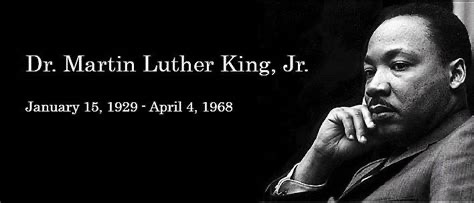 Dr. Martin Luther King, Jr.
January 15, 1929 - April 4, 1968